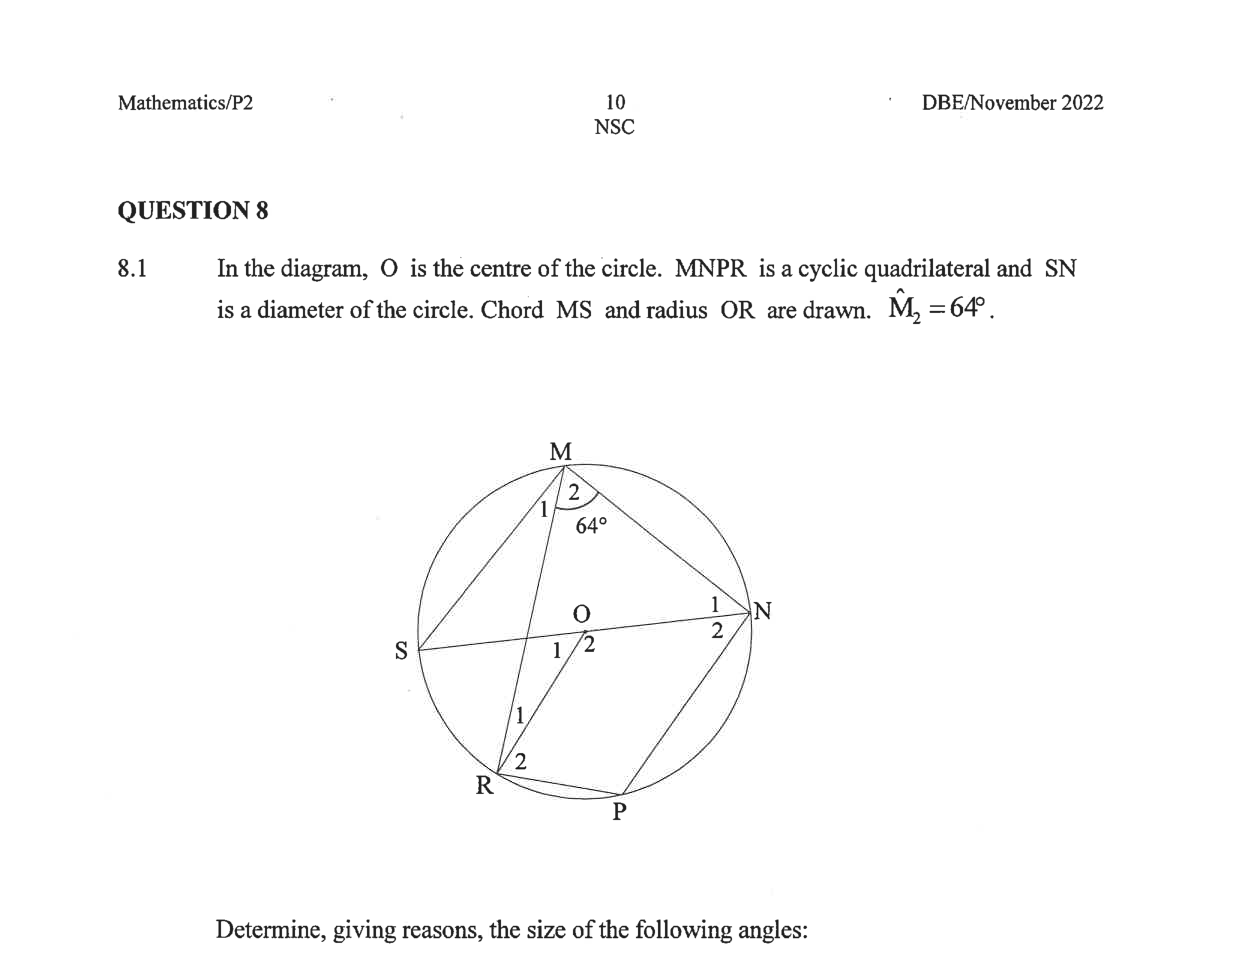 Mathematics/P2 10 DBE/November 2022
NSC
QUESTION 8
8.1 In the diagram, O is the centre of the circle. MNPR is a cyclic quadrilateral and SN
is a diameter of the circle. Chord MS and radius OR are drawn. M̂₂ = 64°.
M
2
1
64°
O
1
N
2
S
1 2
1
2
R
P
Determine, giving reasons, the size of the following angles: